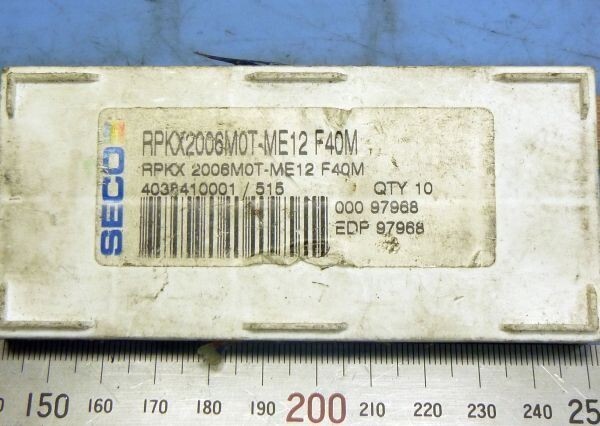 SECO
RPKX2006M0T-ME12 F40M
RPKX 2006M0T-ME12 F40M
4038410001 / 515 QTY 10
000 97968
EDP 97968
150 160 170 180 190 200 210 220 230 240 25